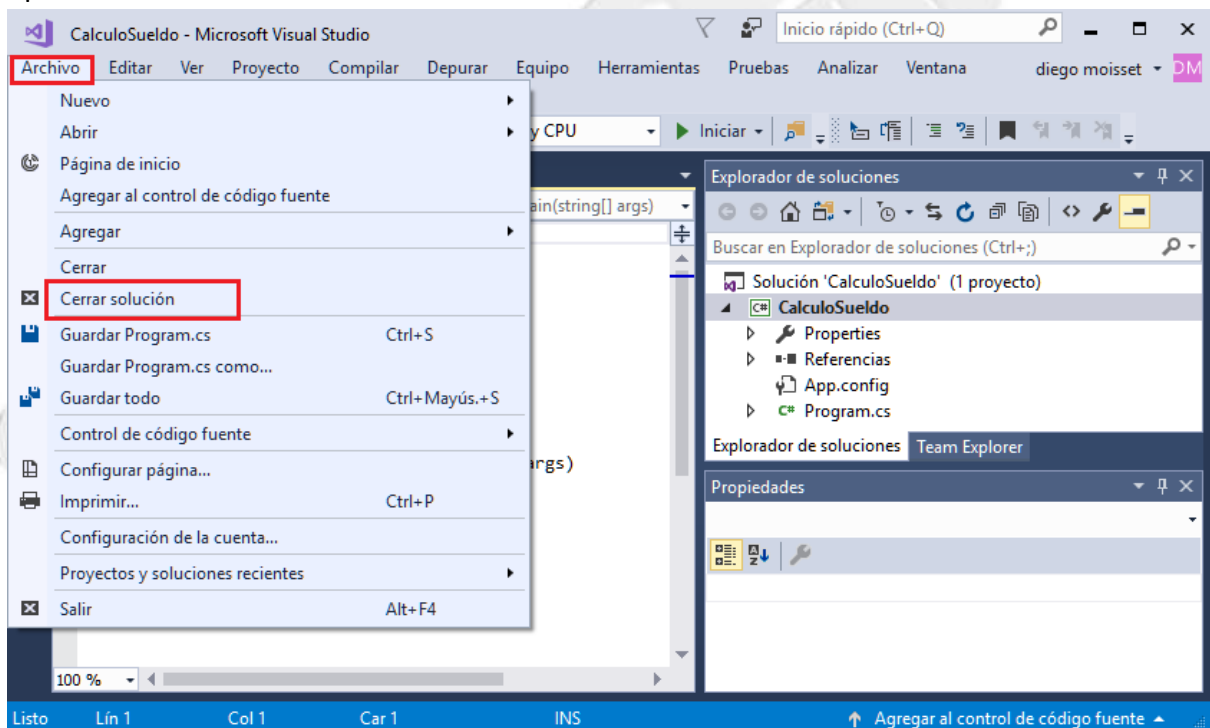 CalculoSueldo - Microsoft Visual Studio
Inicio rápido (Ctrl+Q)
Archivo Editar Ver Proyecto Compilar Depurar Equipo Herramientas Pruebas Analizar Ventana diego moisset DM
Nuevo
Abrir
Página de inicio
Agregar al control de código fuente
Agregar
Cerrar
Cerrar solución
Guardar Program.cs Ctrl+S
Guardar Program.cs como...
Guardar todo Ctrl+Mayús.+S
Control de código fuente
Configurar página...
Imprimir... Ctrl+P
Configuración de la cuenta...
Proyectos y soluciones recientes
Salir Alt+F4
y CPU Iniciar
ain(string[] args)
args)
100 %
Explorador de soluciones
Buscar en Explorador de soluciones (Ctrl+;)
Solución 'CalculoSueldo' (1 proyecto)
C# CalculoSueldo
Properties
Referencias
App.config
C# Program.cs
Explorador de soluciones Team Explorer
Propiedades
Listo Lín 1 Col 1 Car 1 INS Agregar al control de código fuente